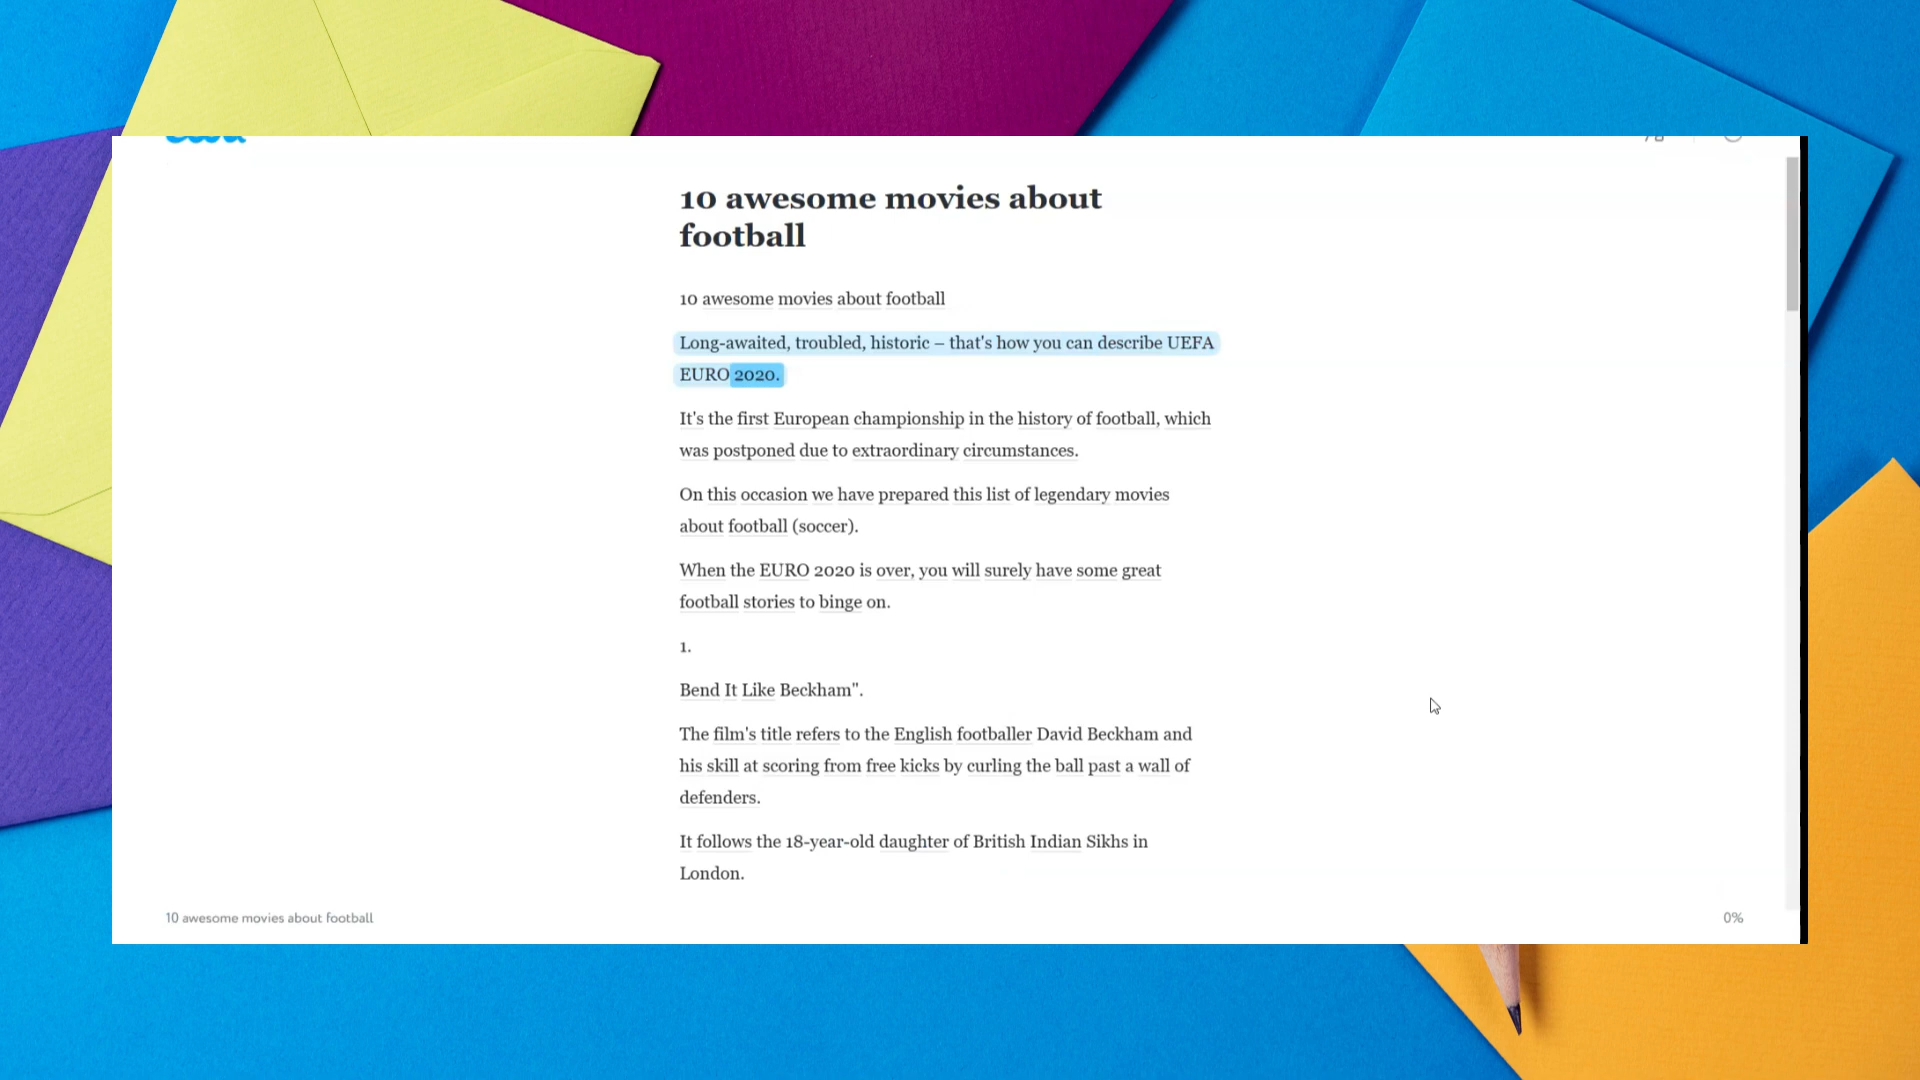 10 awesome movies about
football
10 awesome movies about football
Long-awaited, troubled, historic – that's how you can describe UEFA
EURO 2020.
It's the first European championship in the history of football, which
was postponed due to extraordinary circumstances.
On this occasion we have prepared this list of legendary movies
about football (soccer).
When the EURO 2020 is over, you will surely have some great
football stories to binge on.
1.
Bend It Like Beckham".
The film's title refers to the English footballer David Beckham and
his skill at scoring from free kicks by curling the ball past a wall of
defenders.
It follows the 18-year-old daughter of British Indian Sikhs in
London.
10 awesome movies about football
0%